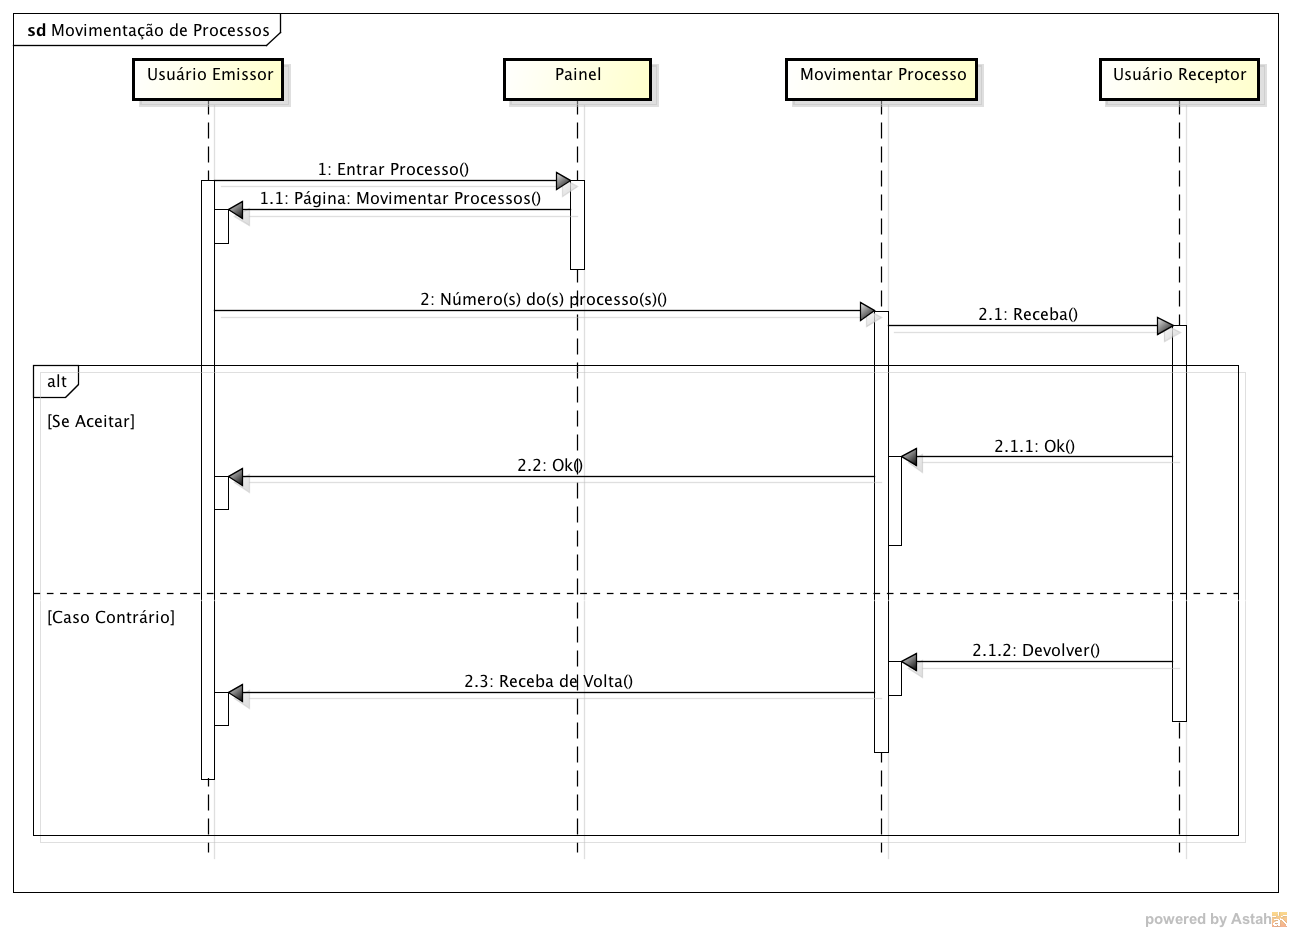 sd Movimentação de Processos
Usuário Emissor
Painel
Movimentar Processo
Usuário Receptor
1: Entrar Processo()
1.1: Página: Movimentar Processos()
2: Número(s) do(s) processo(s)()
2.1: Receba()
alt
[Se Aceitar]
2.1.1: Ok()
2.2: Ok()
[Caso Contrário]
2.1.2: Devolver()
2.3: Receba de Volta()
powered by Astah